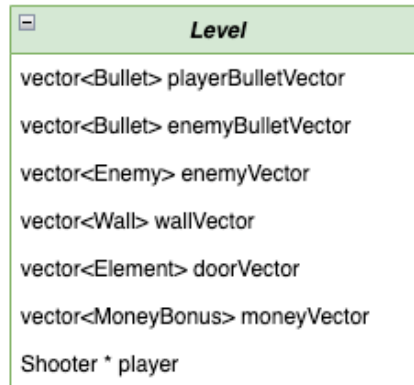 Level
vector<Bullet> playerBulletVector
vector<Bullet> enemyBulletVector
vector<Enemy> enemyVector
vector<Wall> wallVector
vector<Element> doorVector
vector<MoneyBonus> moneyVector
Shooter * player